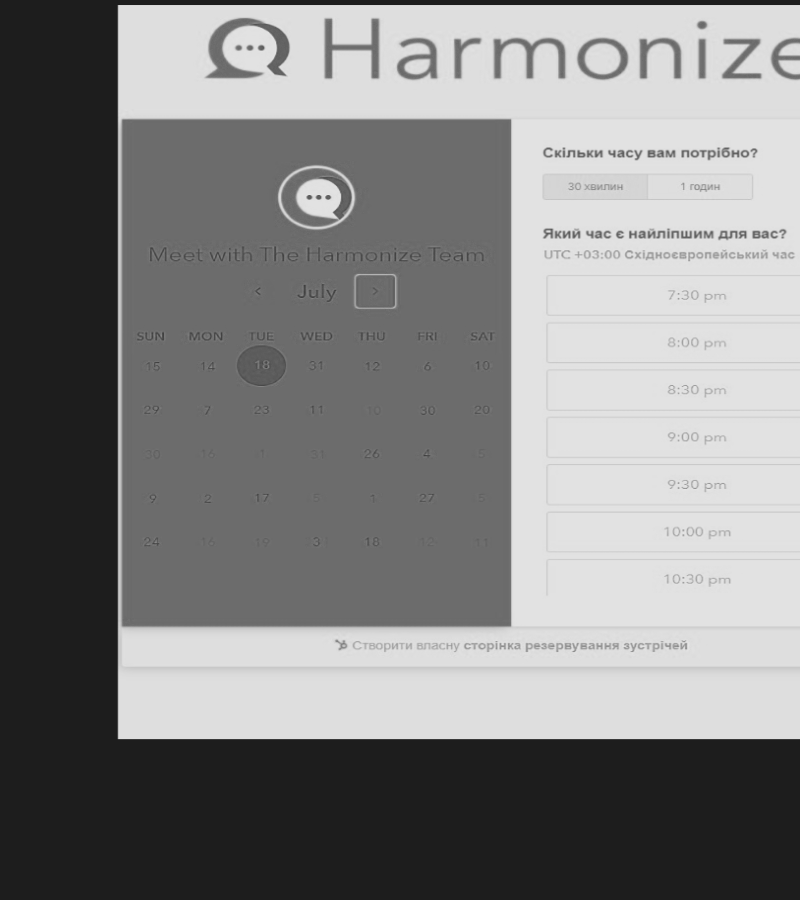 Harmonize
Meet with The Harmonize Team
< July >
SUN MON TUE WED THU FRI SAT
15 14 18 31 12 6 10
29 7 23 11 10 30 20
30 16 1 31 26 4 5
9 2 17 5 1 27 5
24 16 19 3 18 12 11
Скільки часу вам потрібно?
30 хвилин 1 годин
Який час є найліпшим для вас?
UTC +03:00 Східноєвропейський час
7:30 pm
8:00 pm
8:30 pm
9:00 pm
9:30 pm
10:00 pm
10:30 pm
Створити власну сторінка резервування зустрічей